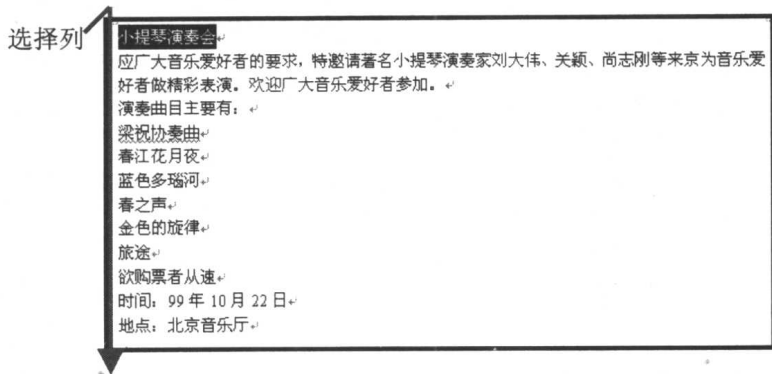 选择列
小提琴演奏会
应广大音乐爱好者的要求，特邀请著名小提琴演奏家刘大伟、关颖、尚志刚等来京为音乐爱
好者做精彩表演。欢迎广大音乐爱好者参加。
演奏曲目主要有：
梁祝协奏曲
春江花月夜
蓝色多瑙河
春之声
金色的旋律
旅途
欲购票者从速
时间：99 年 10 月 22 日
地点：北京音乐厅